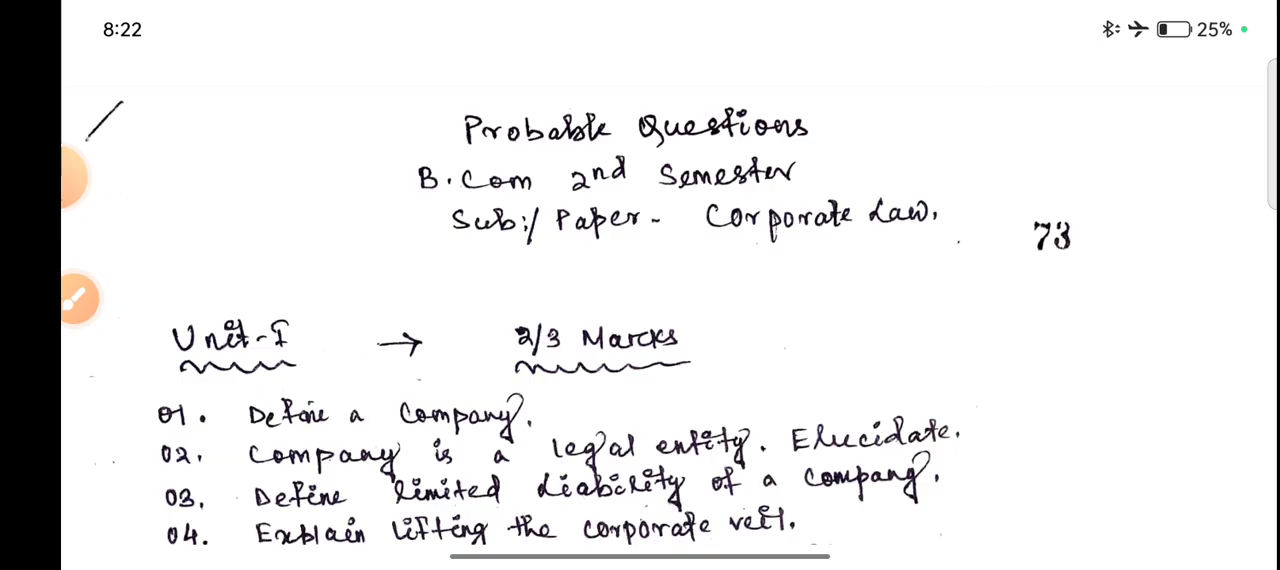 8:22
25%
Probable Questions
B.Com 2nd Semester
Sub:/ Paper - Corporate Law.
73
Unit-I → 2/3 Marcks
01. Define a Company.
02. Company is a legal entity. Elucidate.
03. Define limited liability of a company.
04. Explain lifting the corporate veil.